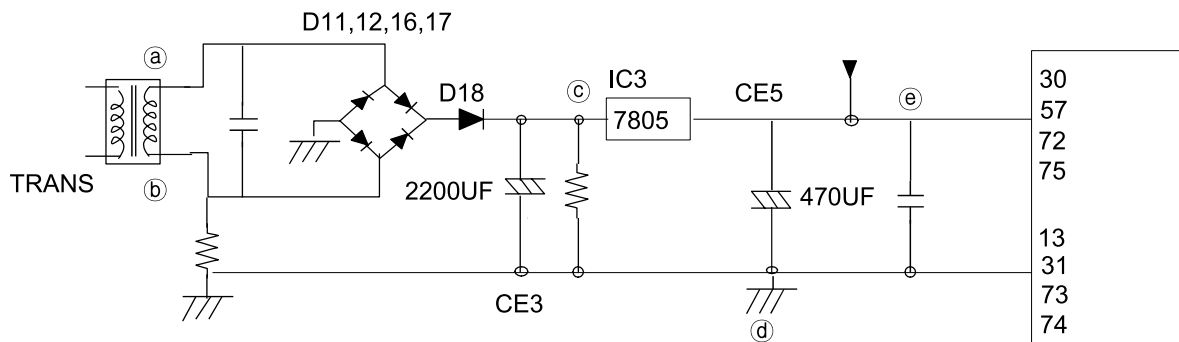 D11,12,16,17
ⓐ
TRANS
ⓑ
D18
2200UF
CE3
ⓒ
IC3
7805
CE5
470UF
ⓓ
ⓔ
30
57
72
75
13
31
73
74